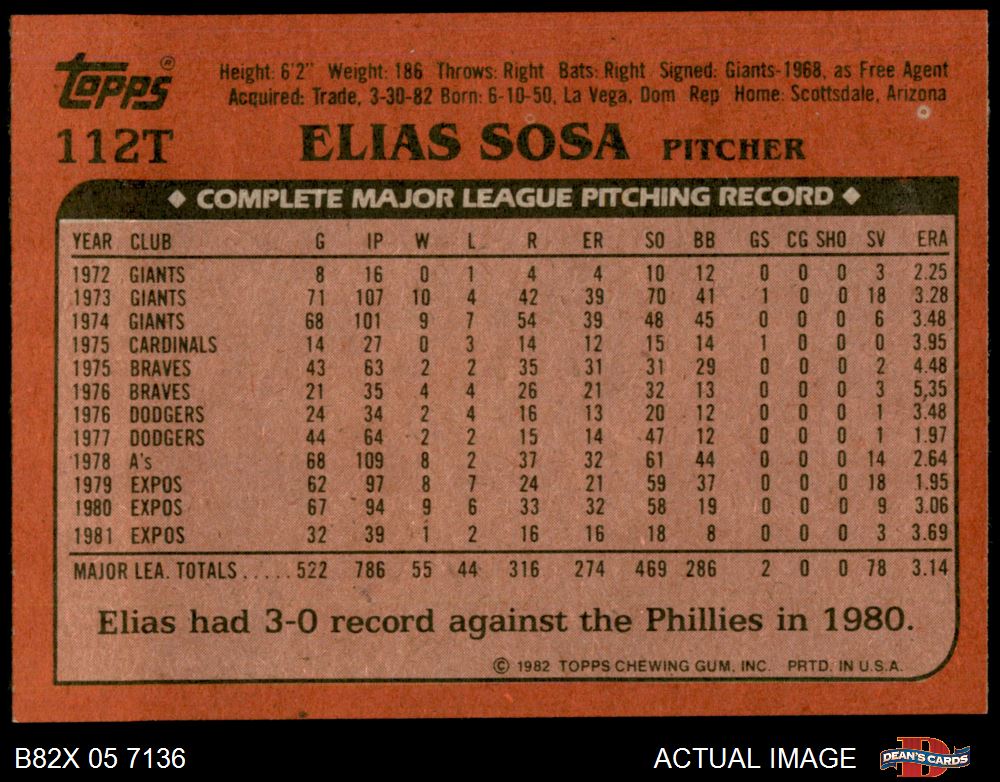 Topps®
112T
Height: 6'2" Weight: 186 Throws: Right Bats: Right Signed: Giants-1968, as Free Agent
Acquired: Trade, 3-30-82 Born: 6-10-50, La Vega, Dom Rep Home: Scottsdale, Arizona
ELIAS SOSA PITCHER
◆ COMPLETE MAJOR LEAGUE PITCHING RECORD ◆
YEAR CLUB G IP W L R ER SO BB GS CG SHO SV ERA
1972 GIANTS 8 16 0 1 4 4 10 12 0 0 0 3 2.25
1973 GIANTS 71 107 10 4 42 39 70 41 1 0 0 18 3.28
1974 GIANTS 68 101 9 7 54 39 48 45 0 0 0 6 3.48
1975 CARDINALS 14 27 0 3 14 12 15 14 1 0 0 0 3.95
1975 BRAVES 43 63 2 2 35 31 31 29 0 0 0 2 4.48
1976 BRAVES 21 35 4 4 26 21 32 13 0 0 0 3 5,35
1976 DODGERS 24 34 2 4 16 13 20 12 0 0 0 1 3.48
1977 DODGERS 44 64 2 2 15 14 47 12 0 0 0 1 1.97
1978 A's 68 109 8 2 37 32 61 44 0 0 0 14 2.64
1979 EXPOS 62 97 8 7 24 21 59 37 0 0 0 18 1.95
1980 EXPOS 67 94 9 6 33 32 58 19 0 0 0 9 3.06
1981 EXPOS 32 39 1 2 16 16 18 8 0 0 0 3 3.69
MAJOR LEA. TOTALS..... 522 786 55 44 316 274 469 286 2 0 0 78 3.14
Elias had 3-0 record against the Phillies in 1980.
© 1982 TOPPS CHEWING GUM, INC. PRTD. IN U.S.A.
B82X 05 7136 ACTUAL IMAGE DEAN'S CARDS